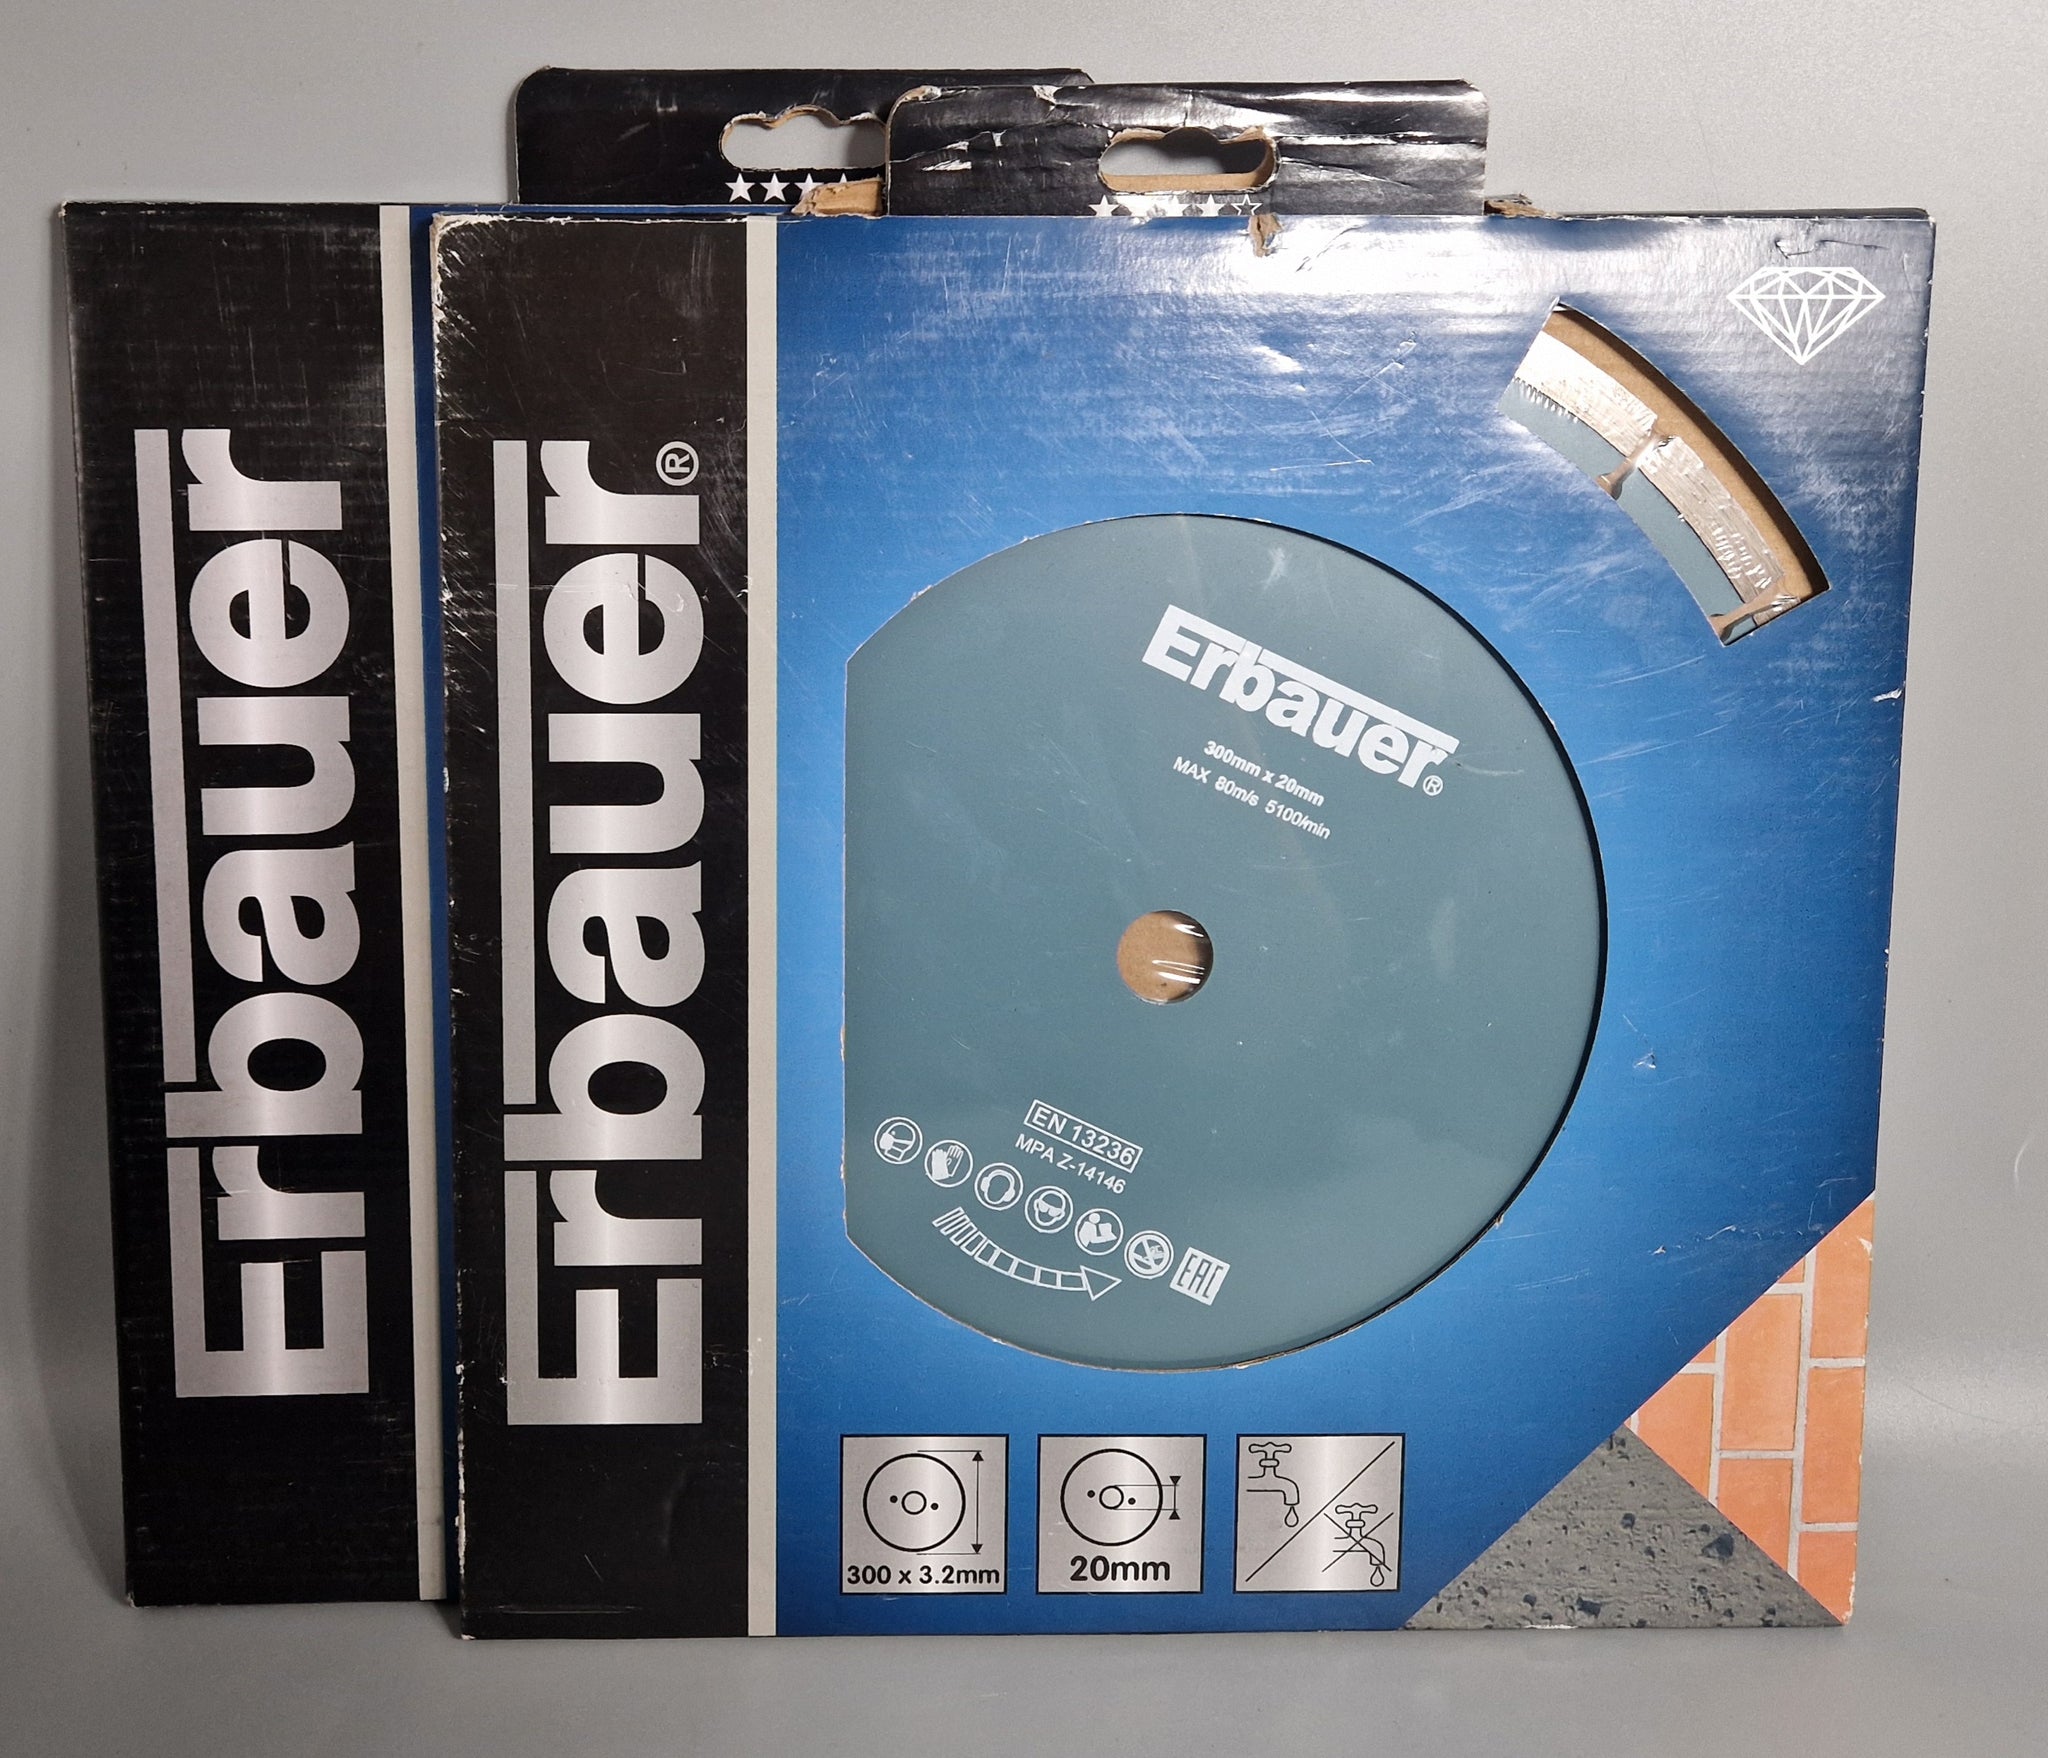 Erbauer
Erbauer®
Erbauer®
300mm x 20mm
MAX 80m/s 5100/min
EN 13236
MPA Z-14146
EAC
300 x 3.2mm
20mm